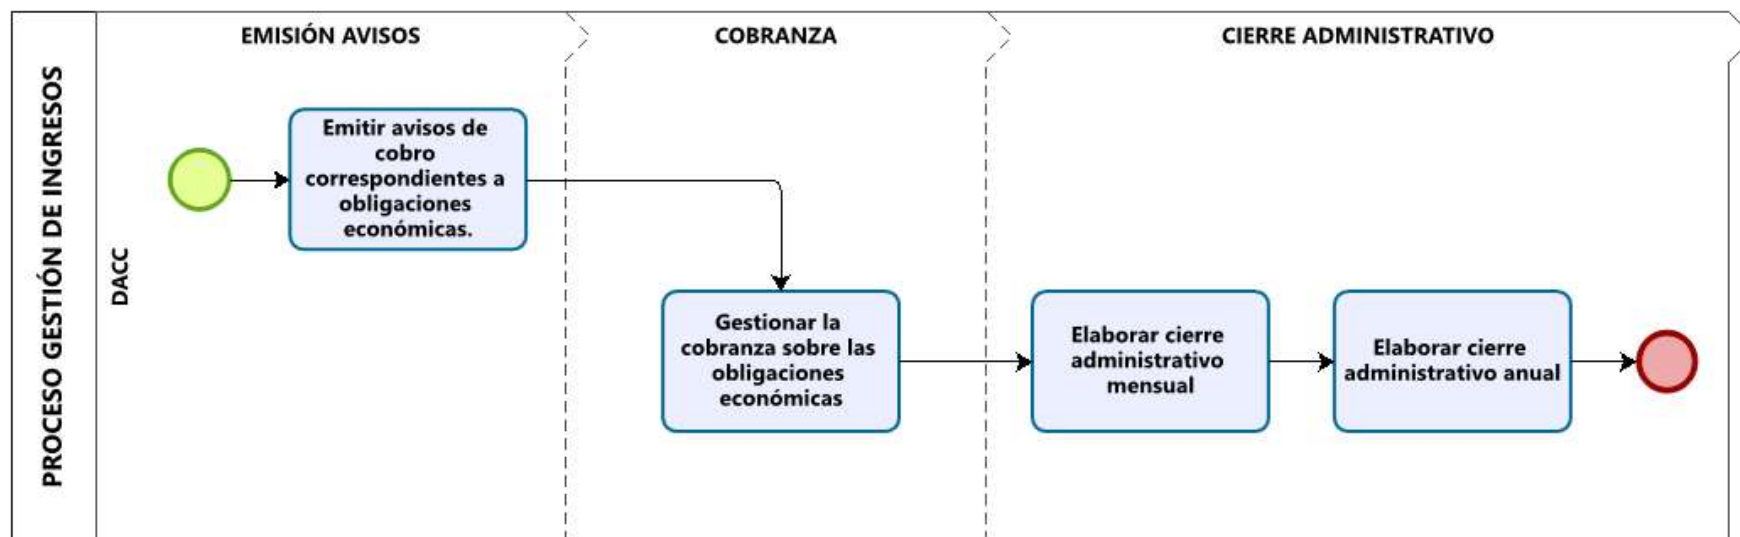 PROCESO GESTIÓN DE INGRESOS
DACC
EMISIÓN AVISOS
COBRANZA
CIERRE ADMINISTRATIVO
Emitir avisos de
cobro
correspondientes a
obligaciones
económicas.
Gestionar la
cobranza sobre las
obligaciones
económicas
Elaborar cierre
administrativo
mensual
Elaborar cierre
administrativo anual